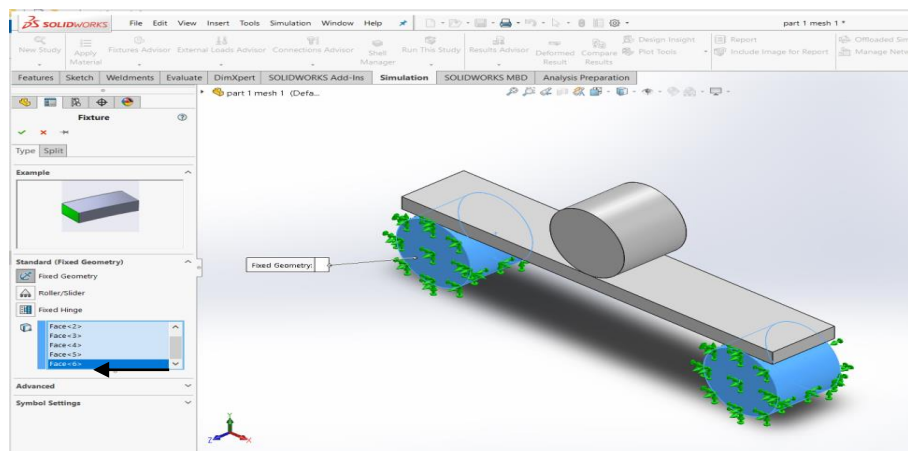 SOLIDWORKS File Edit View Insert Tools Simulation Window Help part 1 mesh 1 *
New Study Apply Material Fixtures Advisor External Loads Advisor Connections Advisor Shell Manager Run This Study Results Advisor Deformed Result Compare Results Design Insight Plot Tools Report Include Image for Report Offloaded Sim Manage Netw
Features Sketch Weldments Evaluate DimXpert SOLIDWORKS Add-Ins Simulation SOLIDWORKS MBD Analysis Preparation
part 1 mesh 1 (Defa...
Fixture
Type Split
Example
Standard (Fixed Geometry)
Fixed Geometry
Roller/Slider
Fixed Hinge
Face<2>
Face<3>
Face<4>
Face<5>
Face<6>
Advanced
Symbol Settings
Fixed Geometry:
Y
Z X